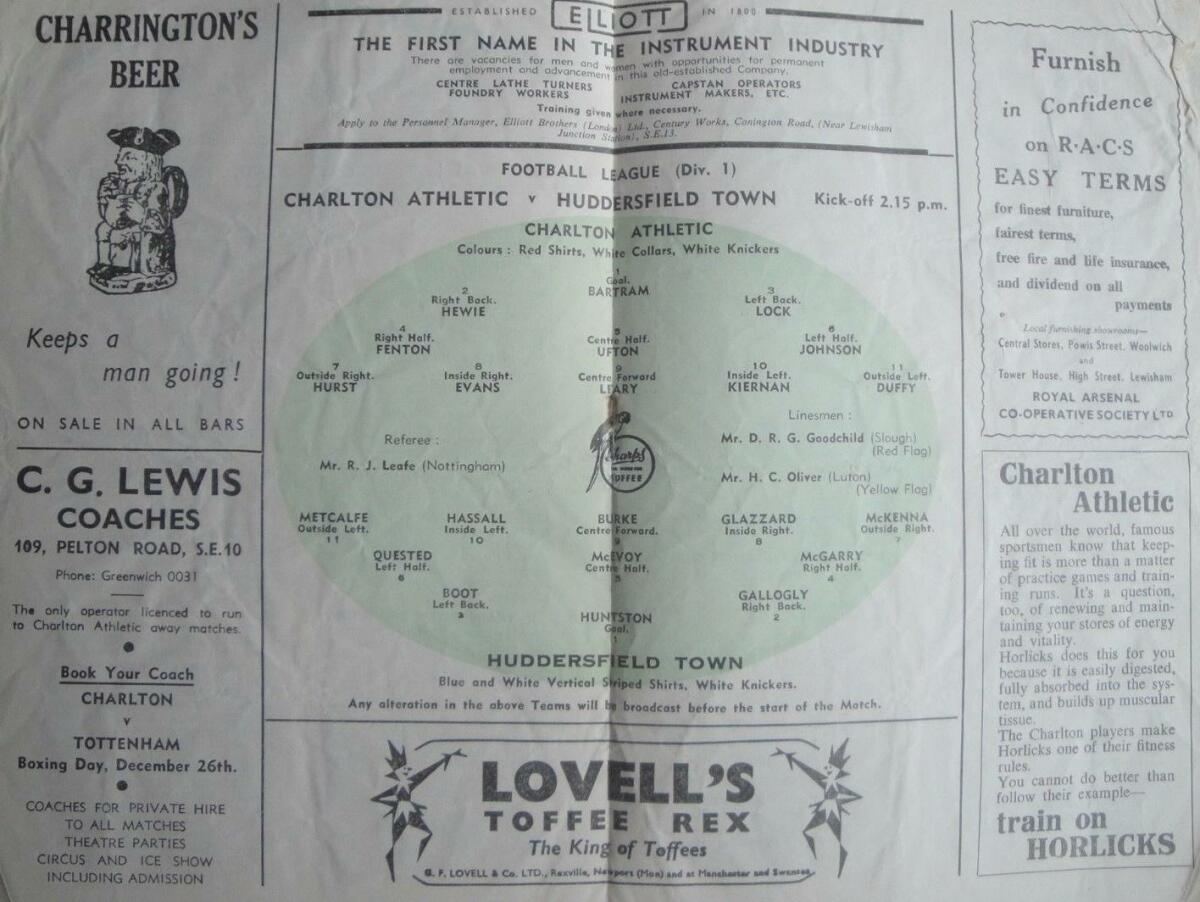 CHARRINGTON'S
BEER
Keeps a
man going!
ON SALE IN ALL BARS
C. G. LEWIS
COACHES
109, PELTON ROAD, S.E.10
Phone: Greenwich 0031
The only operator licenced to run
to Charlton Athletic away matches.
Book Your Coach
CHARLTON
v
TOTTENHAM
Boxing Day, December 26th.
COACHES FOR PRIVATE HIRE
TO ALL MATCHES
THEATRE PARTIES
CIRCUS AND ICE SHOW
INCLUDING ADMISSION
ESTABLISHED ELLIOTT IN 1800
THE FIRST NAME IN THE INSTRUMENT INDUSTRY
There are vacancies for men and women with opportunities for permanent
employment and advancement in this old-established Company.
CENTRE LATHE TURNERS CAPSTAN OPERATORS
FOUNDRY WORKERS INSTRUMENT MAKERS, ETC.
Training given where necessary.
Apply to the Personnel Manager, Elliott Brothers (London) Ltd., Century Works, Conington Road, (Near Lewisham
Junction Station), S.E.13.
FOOTBALL LEAGUE (Div. 1)
CHARLTON ATHLETIC v HUDDERSFIELD TOWN Kick-off 2.15 p.m.
CHARLTON ATHLETIC
Colours : Red Shirts, White Collars, White Knickers
1
Goal.
BARTRAM
2 3
Right Back. Left Back.
HEWIE LOCK
4 5 6
Right Half. Centre Half. Left Half.
FENTON UFTON JOHNSON
7 8 9 10 11
Outside Right. Inside Right. Centre Forward Inside Left. Outside Left.
HURST EVANS LEARY KIERNAN DUFFY
Linesmen :
Referee : Mr. D. R. G. Goodchild (Slough)
(Red Flag)
Mr. R. J. Leafe (Nottingham) Mr. H. C. Oliver (Luton)
(Yellow Flag)
Sharps
THE WORD FOR
TOFFEE
METCALFE HASSALL BURKE GLAZZARD McKENNA
Outside Left. Inside Left. Centre Forward. Inside Right. Outside Right.
11 10 9 8 7
QUESTED McEVOY McGARRY
Left Half. Centre Half. Right Half.
6 5 4
BOOT GALLOGLY
Left Back. Right Back.
3 2
HUNTSTON
Goal.
1
HUDDERSFIELD TOWN
Blue and White Vertical Striped Shirts, White Knickers.
Any alteration in the above Teams will be broadcast before the start of the Match.
LOVELL'S
TOFFEE REX
The King of Toffees
G. F. LOVELL & Co. LTD., Rexville, Newport (Mon) and at Manchester and Swansea.
Furnish
in Confidence
on R·A·C·S
EASY TERMS
for finest furniture,
fairest terms,
free fire and life insurance,
and dividend on all
payments
Local furnishing showrooms—
Central Stores, Powis Street, Woolwich
and
Tower House, High Street, Lewisham
ROYAL ARSENAL
CO-OPERATIVE SOCIETY LTD
Charlton
Athletic
All over the world, famous
sportsmen know that keep-
ing fit is more than a matter
of practice games and train-
ing runs. It's a question,
too, of renewing and main-
taining your stores of energy
and vitality.
Horlicks does this for you
because it is easily digested,
fully absorbed into the sys-
tem, and builds up muscular
tissue.
The Charlton players make
Horlicks one of their fitness
rules.
You cannot do better than
follow their example—
train on
HORLICKS